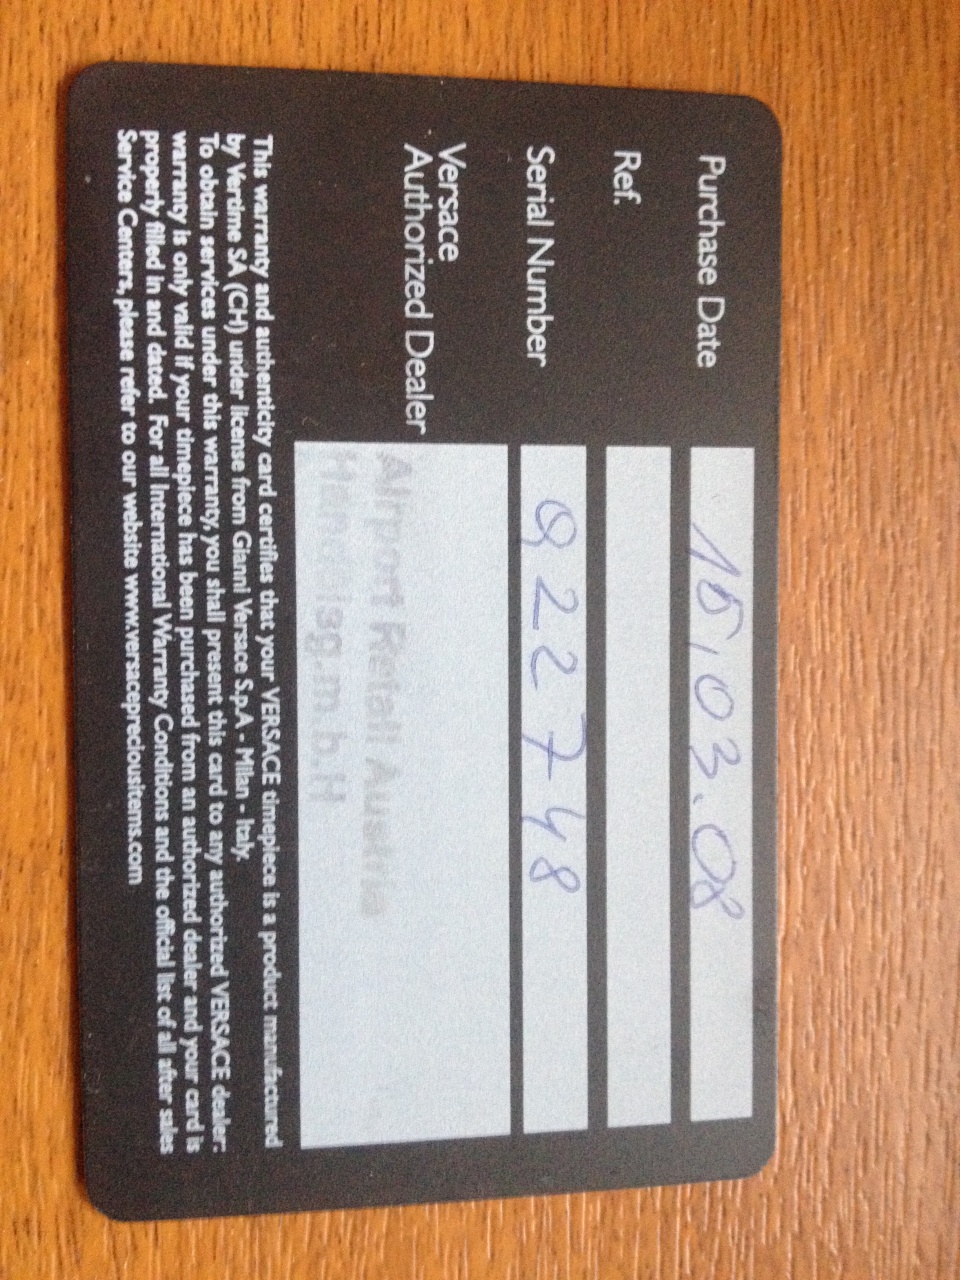 Purchase Date 15.03.08
Ref.
Serial Number Q22748
Versace
Authorized Dealer
Airport Retail Austria
Handelsg.m.b.H
This warranty and authenticity card certifies that your VERSACE timepiece is a product manufactured
by Vertime SA (CH) under license from Gianni Versace S.p.A - Milan - Italy.
To obtain services under this warranty, you shall present this card to any authorized VERSACE dealer:
warranty is only valid if your timepiece has been purchased from an authorized dealer and your card is
properly filled in and dated. For all International Warranty Conditions and the official list of all after sales
Service Centers, please refer to our website www.versacepreciousitems.com